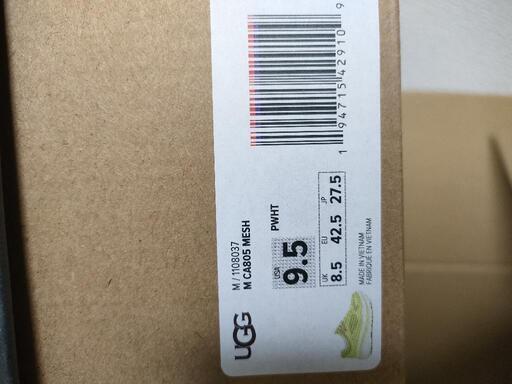 UGG
M / 1108037
M CA805 MESH
PWHT
USA
9.5
UK EU JP
8.5 42.5 27.5
MADE IN VIETNAM
FABRIQUÉ EN VIETNAM
1 94715 42910 9